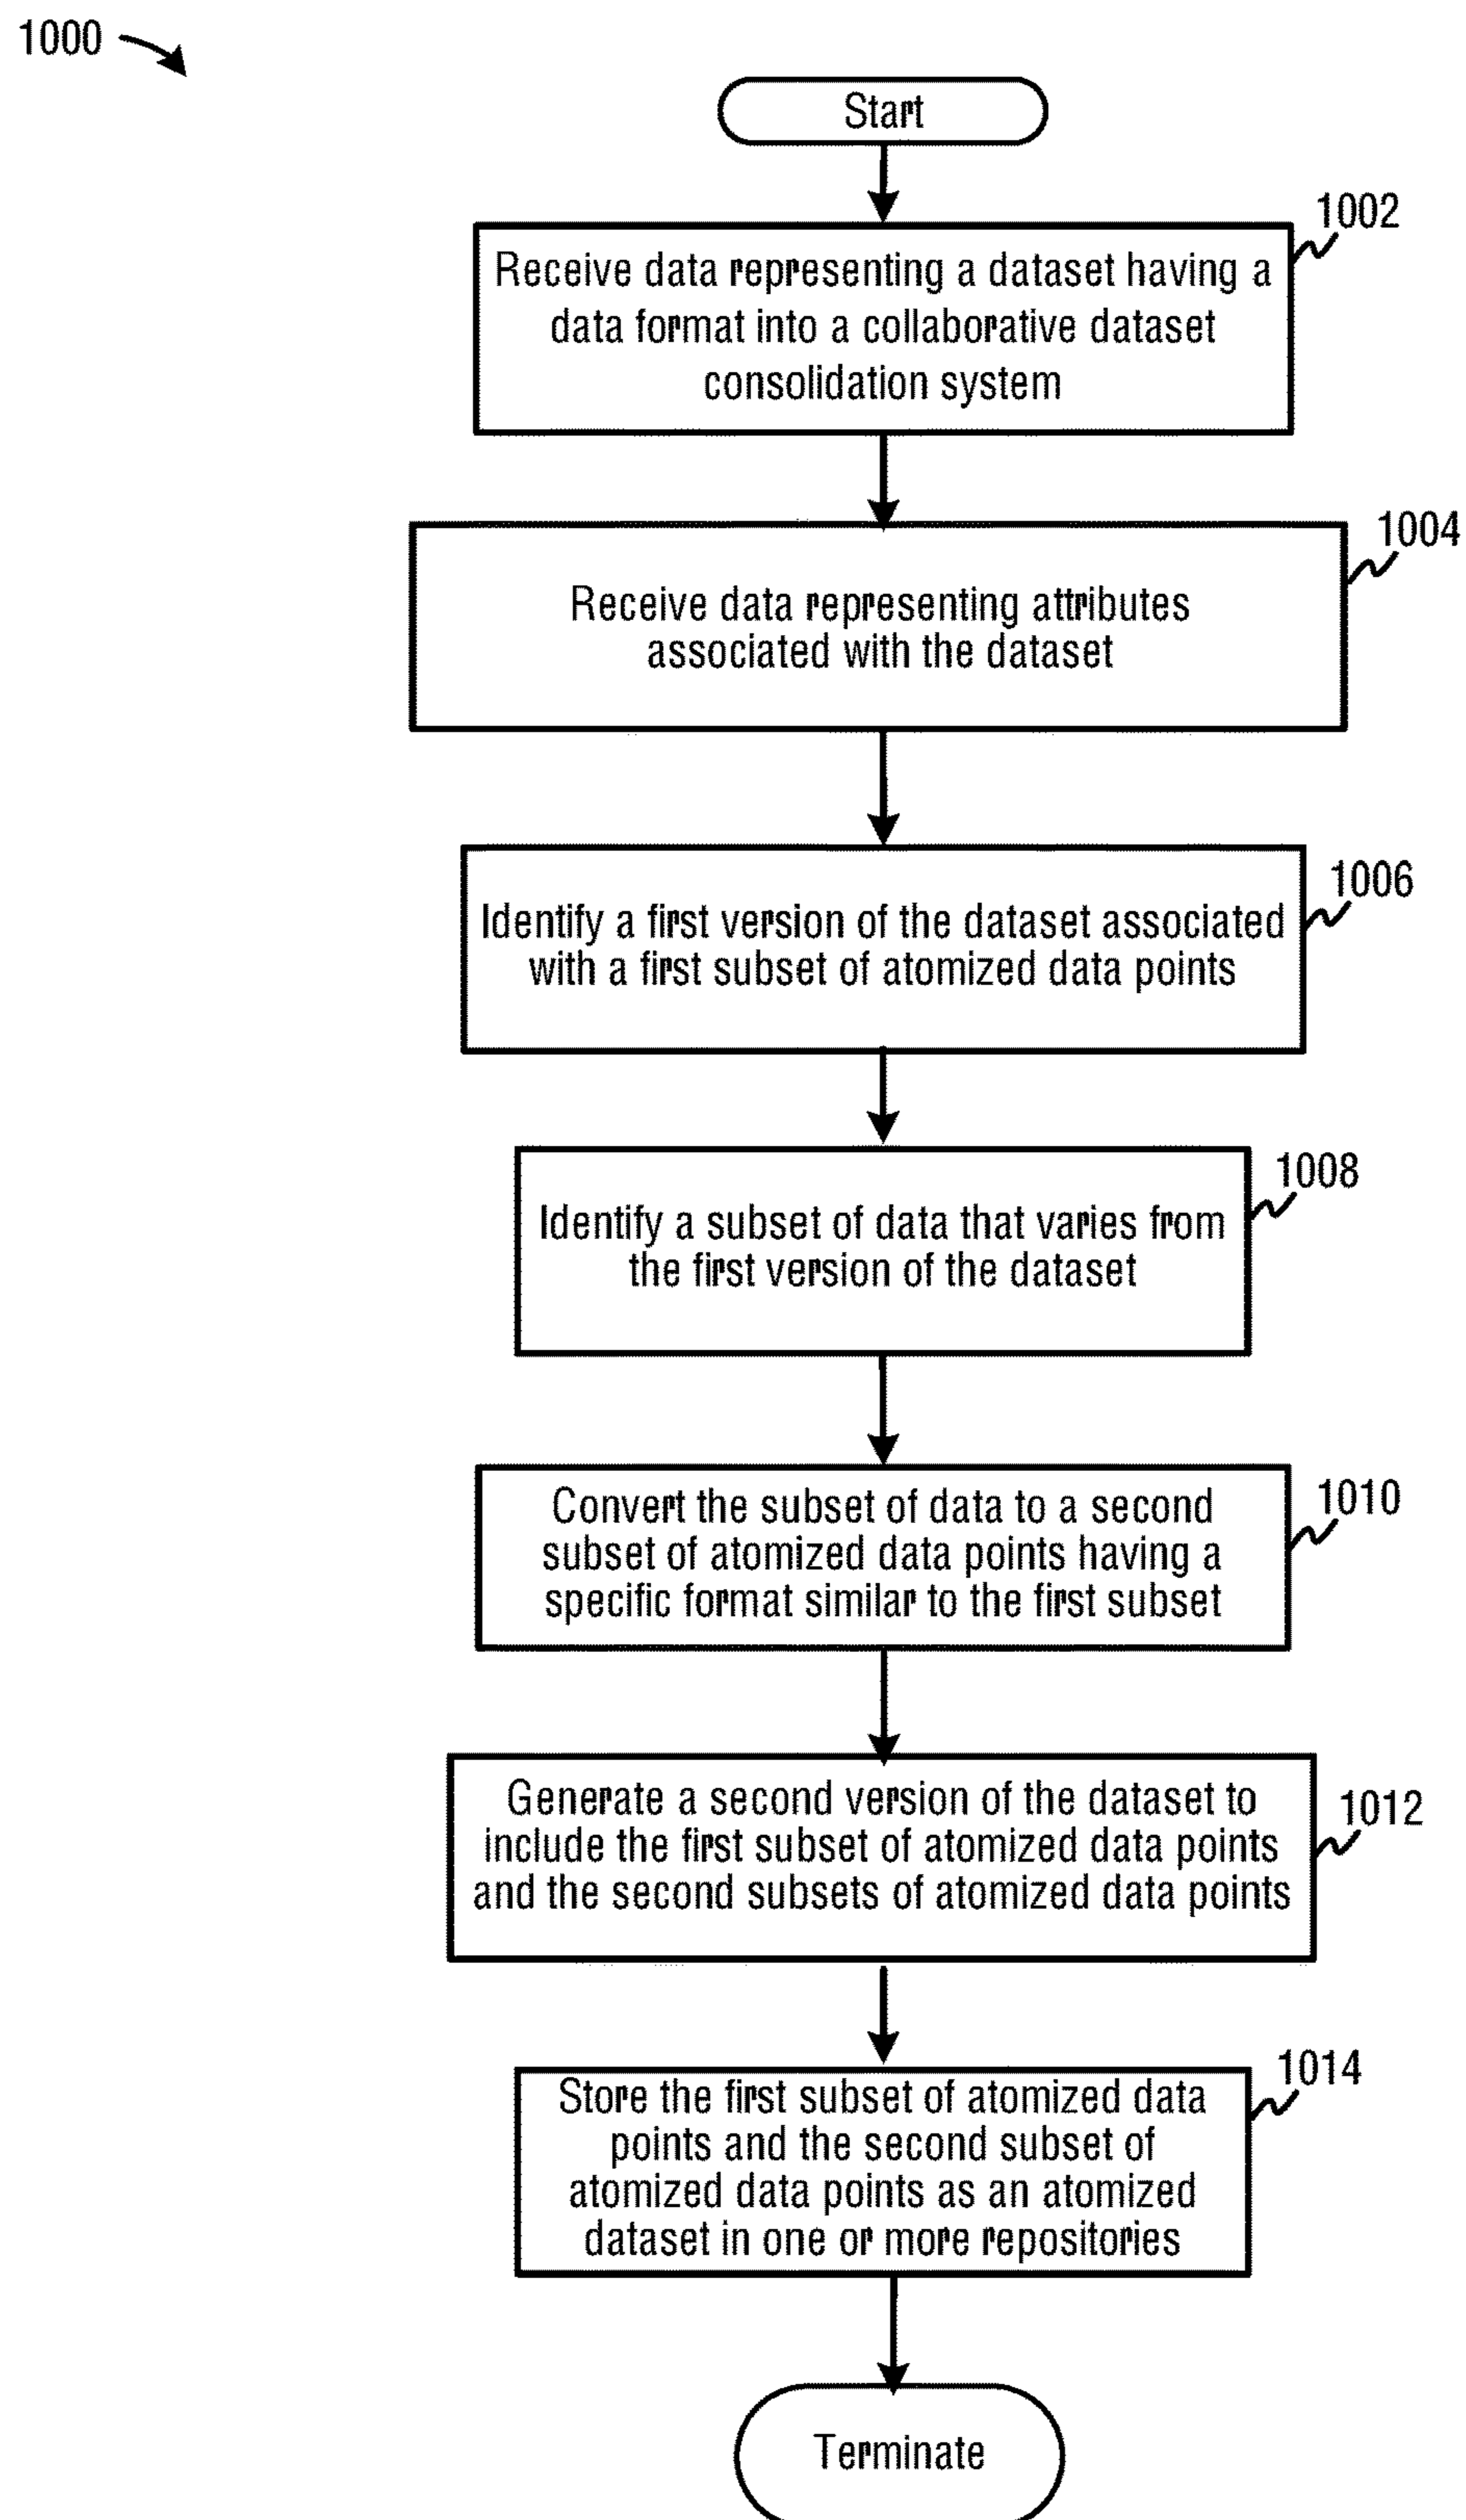 1000
Start
1002
Receive data representing a dataset having a
data format into a collaborative dataset
consolidation system
1004
Receive data representing attributes
associated with the dataset
1006
Identify a first version of the dataset associated
with a first subset of atomized data points
1008
Identify a subset of data that varies from
the first version of the dataset
1010
Convert the subset of data to a second
subset of atomized data points having a
specific format similar to the first subset
1012
Generate a second version of the dataset to
include the first subset of atomized data points
and the second subsets of atomized data points
1014
Store the first subset of atomized data
points and the second subset of
atomized data points as an atomized
dataset in one or more repositories
Terminate